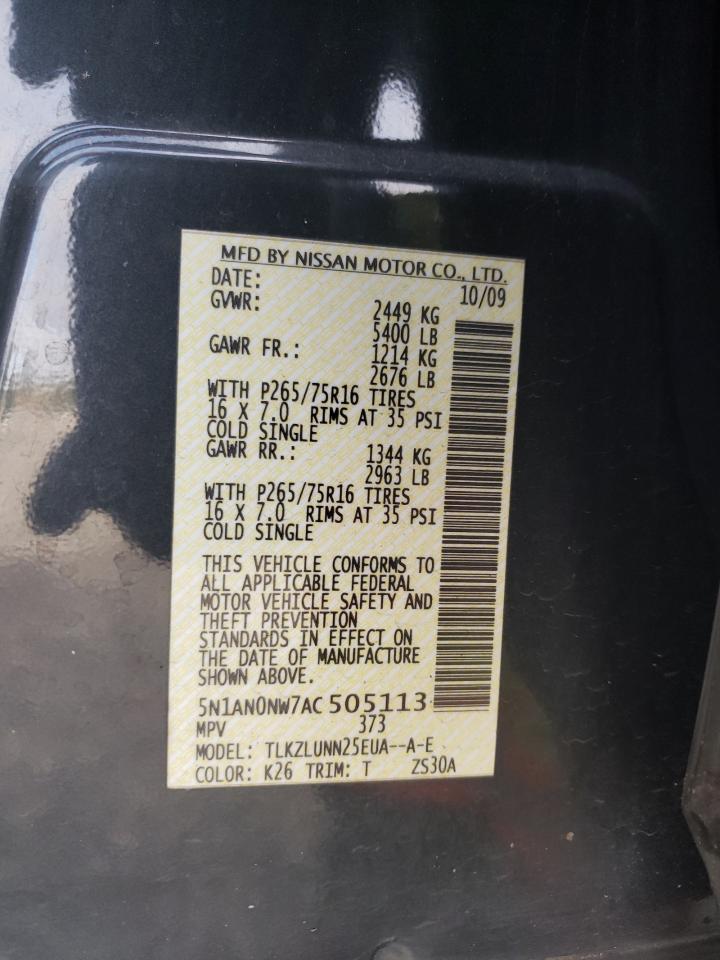 MFD BY NISSAN MOTOR CO., LTD.
DATE: 10/09
GVWR: 2449 KG
5400 LB
GAWR FR.: 1214 KG
2676 LB
WITH P265/75R16 TIRES
16 X 7.0 RIMS AT 35 PSI
COLD SINGLE
GAWR RR.: 1344 KG
2963 LB
WITH P265/75R16 TIRES
16 X 7.0 RIMS AT 35 PSI
COLD SINGLE
THIS VEHICLE CONFORMS TO
ALL APPLICABLE FEDERAL
MOTOR VEHICLE SAFETY AND
THEFT PREVENTION
STANDARDS IN EFFECT ON
THE DATE OF MANUFACTURE
SHOWN ABOVE.
5N1AN0NW7AC 505113
MPV 373
MODEL: TLKZLUNN25EUA--A-E
COLOR: K26 TRIM: T ZS30A